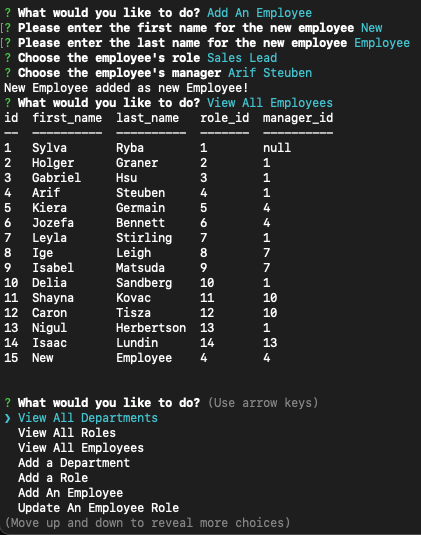 ? What would you like to do? Add An Employee
[? Please enter the first name for the new employee New
[? Please enter the last name for the new employee Employee
? Choose the employee's role Sales Lead
? Choose the employee's manager Arif Steuben
New Employee added as new Employee!
? What would you like to do? View All Employees
id first_name last_name role_id manager_id
—— —————————— ————————— ——————— ——————————
1 Sylva Ryba 1 null
2 Holger Graner 2 1
3 Gabriel Hsu 3 1
4 Arif Steuben 4 1
5 Kiera Germain 5 4
6 Jozefa Bennett 6 4
7 Leyla Stirling 7 1
8 Ige Leigh 8 7
9 Isabel Matsuda 9 7
10 Delia Sandberg 10 1
11 Shayna Kovac 11 10
12 Caron Tisza 12 10
13 Nigul Herbertson 13 1
14 Isaac Lundin 14 13
15 New Employee 4 4
? What would you like to do? (Use arrow keys)
❯ View All Departments
View All Roles
View All Employees
Add a Department
Add a Role
Add An Employee
Update An Employee Role
(Move up and down to reveal more choices)